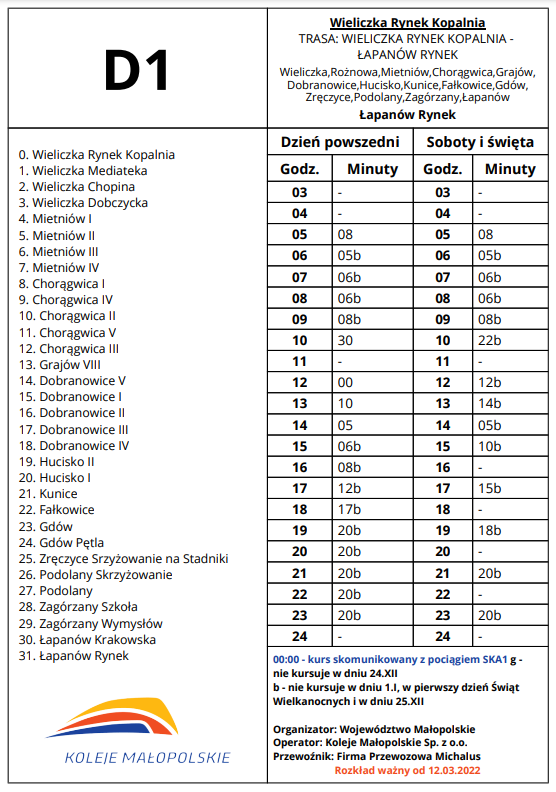 D1
Wieliczka Rynek Kopalnia
TRASA: WIELICZKA RYNEK KOPALNIA -
ŁAPANÓW RYNEK
Wieliczka,Rożnowa,Mietniów,Chorągwica,Grajów,
Dobranowice,Hucisko,Kunice,Fałkowice,Gdów,
Zręczyce,Podolany,Zagórzany,Łapanów
Łapanów Rynek
0. Wieliczka Rynek Kopalnia
1. Wieliczka Mediateka
2. Wieliczka Chopina
3. Wieliczka Dobczycka
4. Mietniów I
5. Mietniów II
6. Mietniów III
7. Mietniów IV
8. Chorągwica I
9. Chorągwica IV
10. Chorągwica II
11. Chorągwica V
12. Chorągwica III
13. Grajów VIII
14. Dobranowice V
15. Dobranowice I
16. Dobranowice II
17. Dobranowice III
18. Dobranowice IV
19. Hucisko II
20. Hucisko I
21. Kunice
22. Fałkowice
23. Gdów
24. Gdów Pętla
25. Zręczyce Srzyżowanie na Stadniki
26. Podolany Skrzyżowanie
27. Podolany
28. Zagórzany Szkoła
29. Zagórzany Wymysłów
30. Łapanów Krakowska
31. Łapanów Rynek
KOLEJE MAŁOPOLSKIE
Dzień powszedni Soboty i święta
Godz. Minuty Godz. Minuty
03 - 03 -
04 - 04 -
05 08 05 08
06 05b 06 05b
07 06b 07 06b
08 06b 08 06b
09 08b 09 08b
10 30 10 22b
11 - 11 -
12 00 12 12b
13 10 13 14b
14 05 14 05b
15 06b 15 10b
16 08b 16 -
17 12b 17 15b
18 17b 18 -
19 20b 19 18b
20 20b 20 -
21 20b 21 20b
22 20b 22 -
23 20b 23 20b
24 - 24 -
00:00 - kurs skomunikowany z pociągiem SKA1 g -
nie kursuje w dniu 24.XII
b - nie kursuje w dniu 1.I, w pierwszy dzień Świąt
Wielkanocnych i w dniu 25.XII
Organizator: Województwo Małopolskie
Operator: Koleje Małopolskie Sp. z o.o.
Przewoźnik: Firma Przewozowa Michalus
Rozkład ważny od 12.03.2022